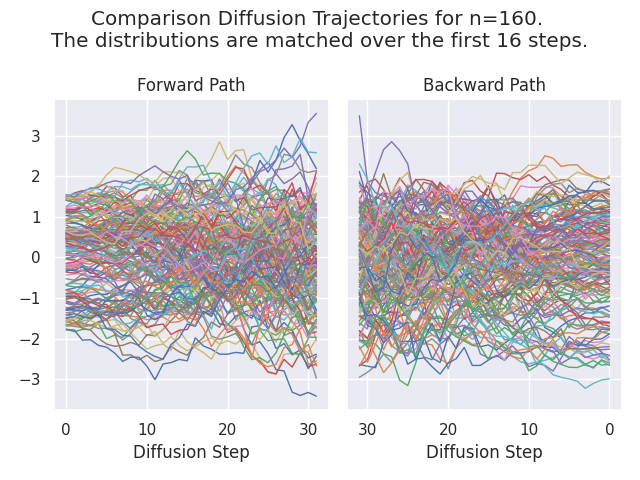 Comparison Diffusion Trajectories for n=160.
The distributions are matched over the first 16 steps.
Forward Path
Backward Path
3
2
1
0
−1
−2
−3
0 10 20 30
30 20 10 0
Diffusion Step
Diffusion Step